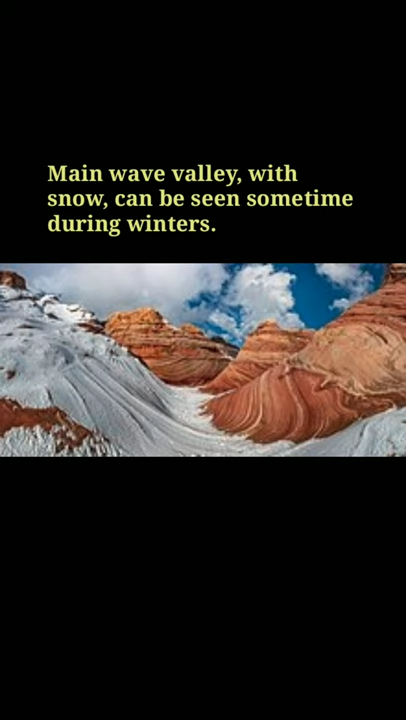 Main wave valley, with
snow, can be seen sometime
during winters.